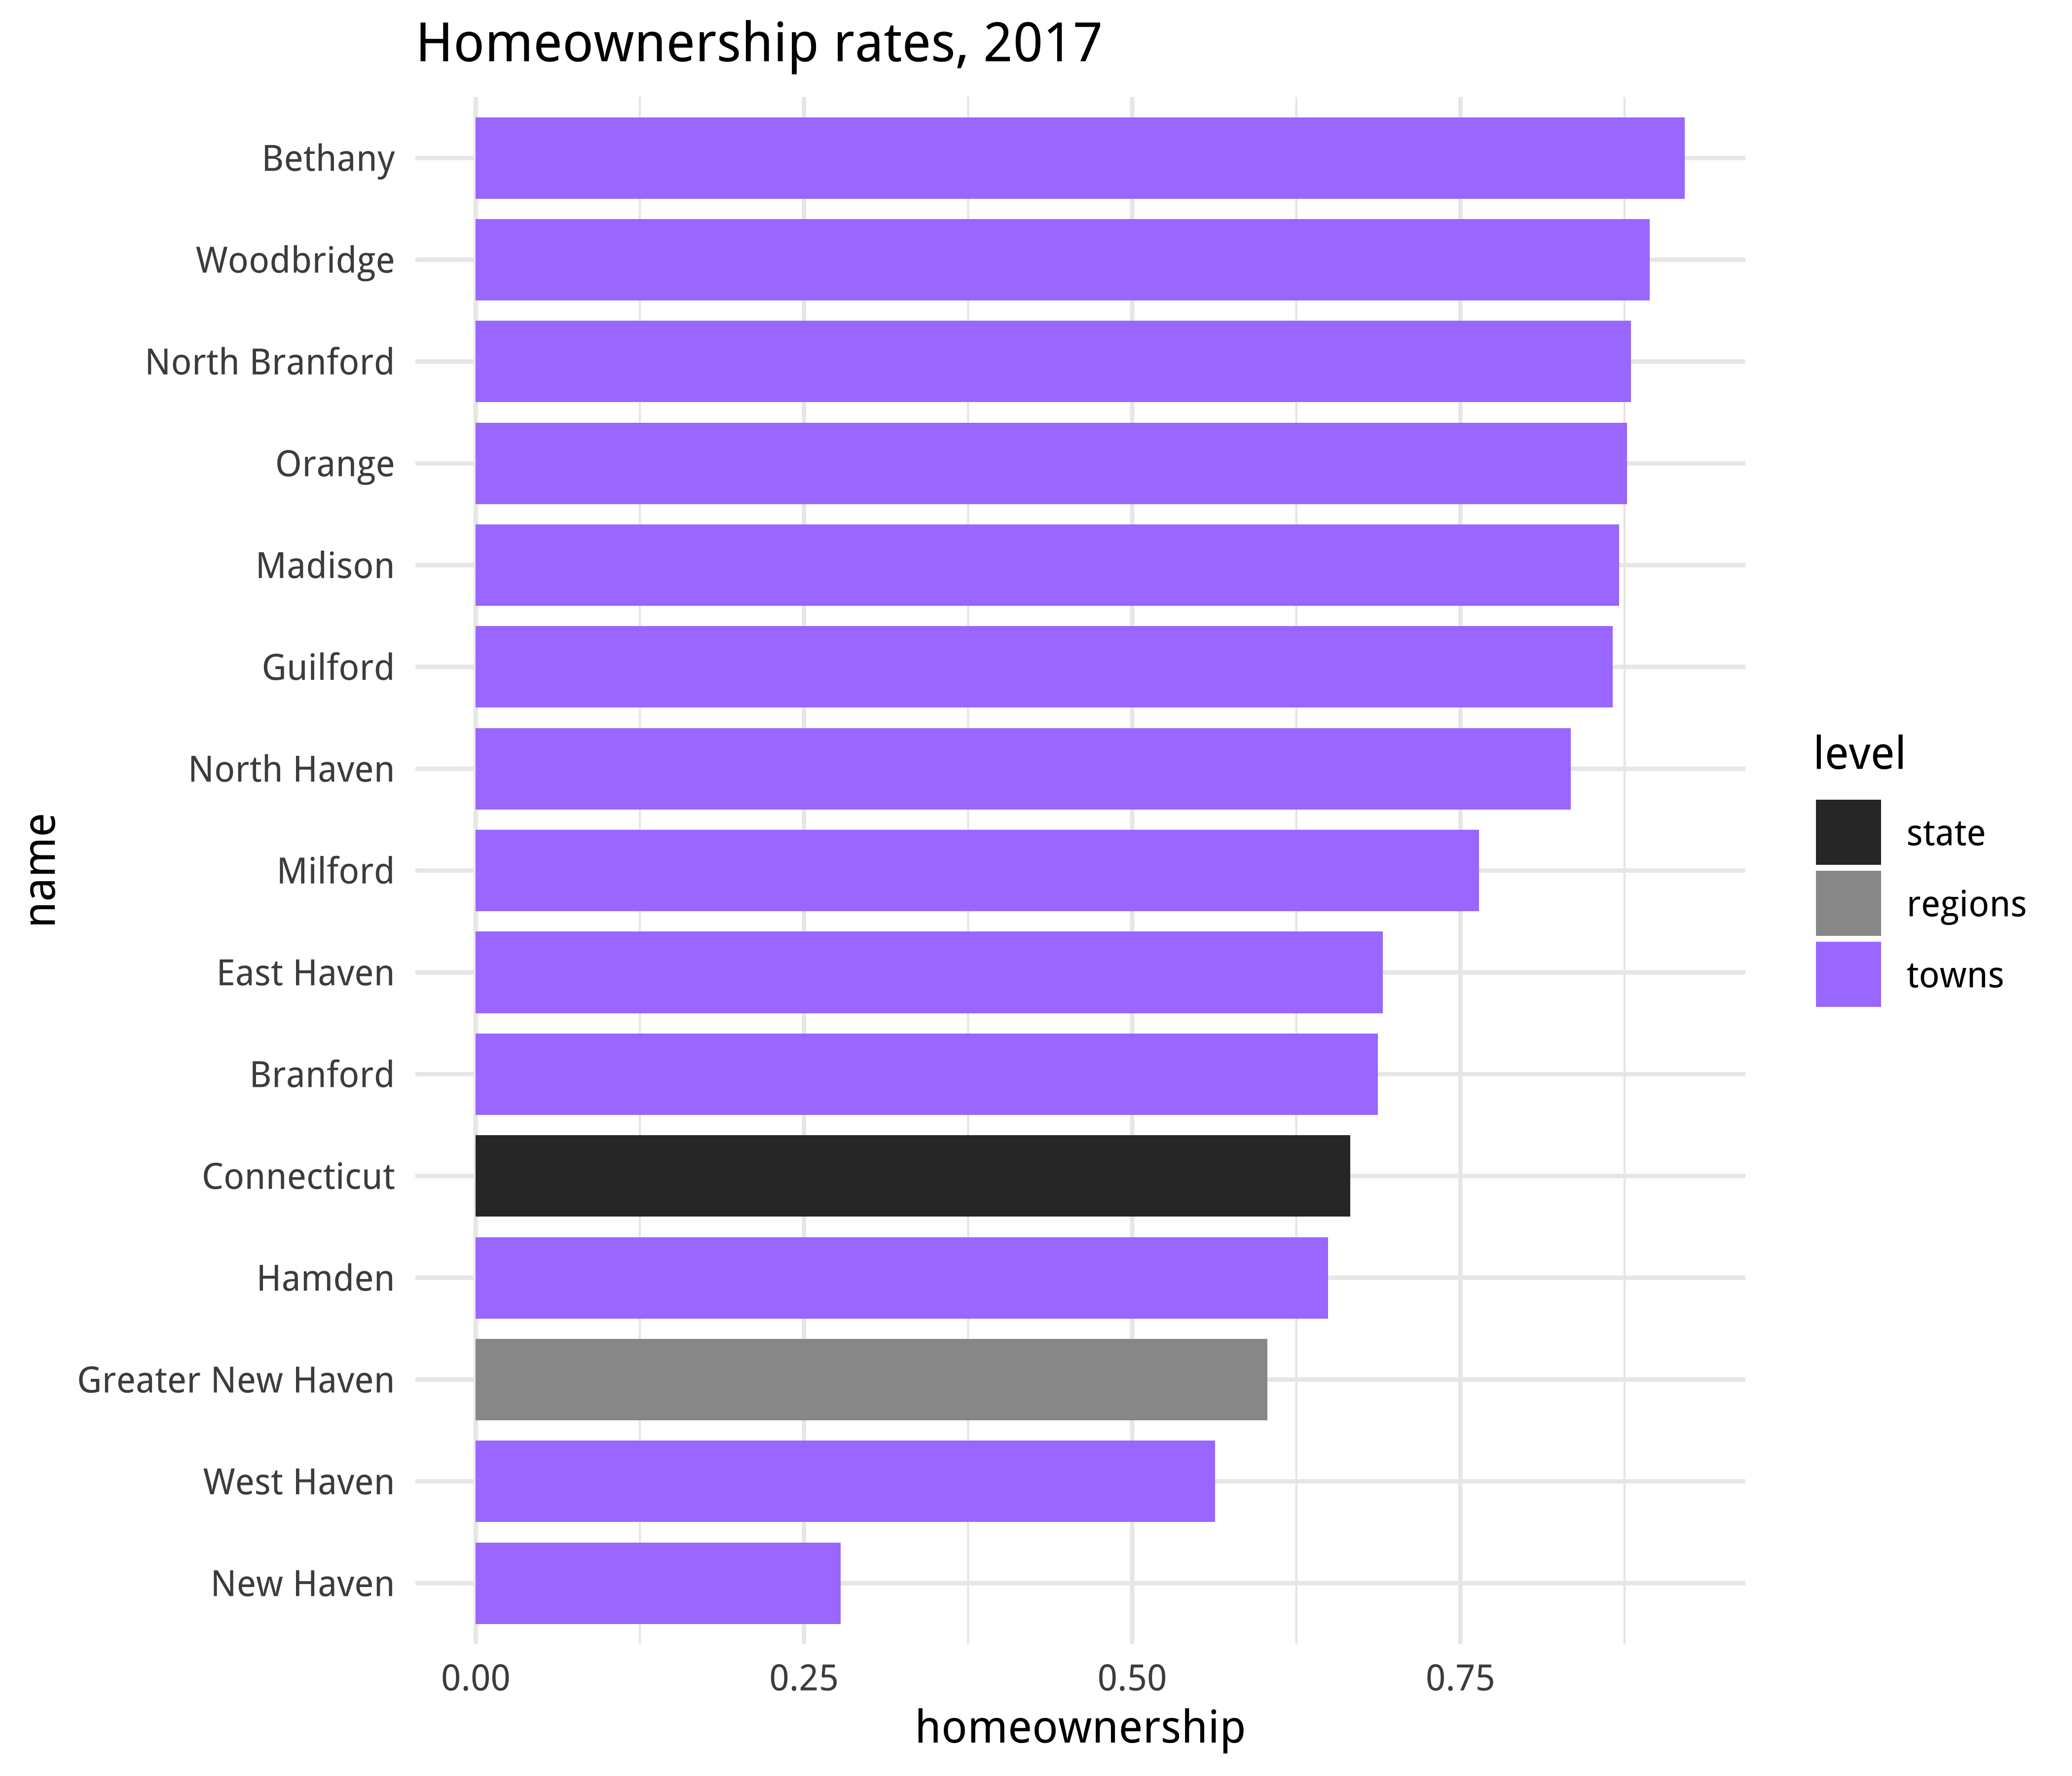 Homeownership rates, 2017
name
Bethany
Woodbridge
North Branford
Orange
Madison
Guilford
North Haven
Milford
East Haven
Branford
Connecticut
Hamden
Greater New Haven
West Haven
New Haven
0.00 0.25 0.50 0.75
homeownership
level
state
regions
towns